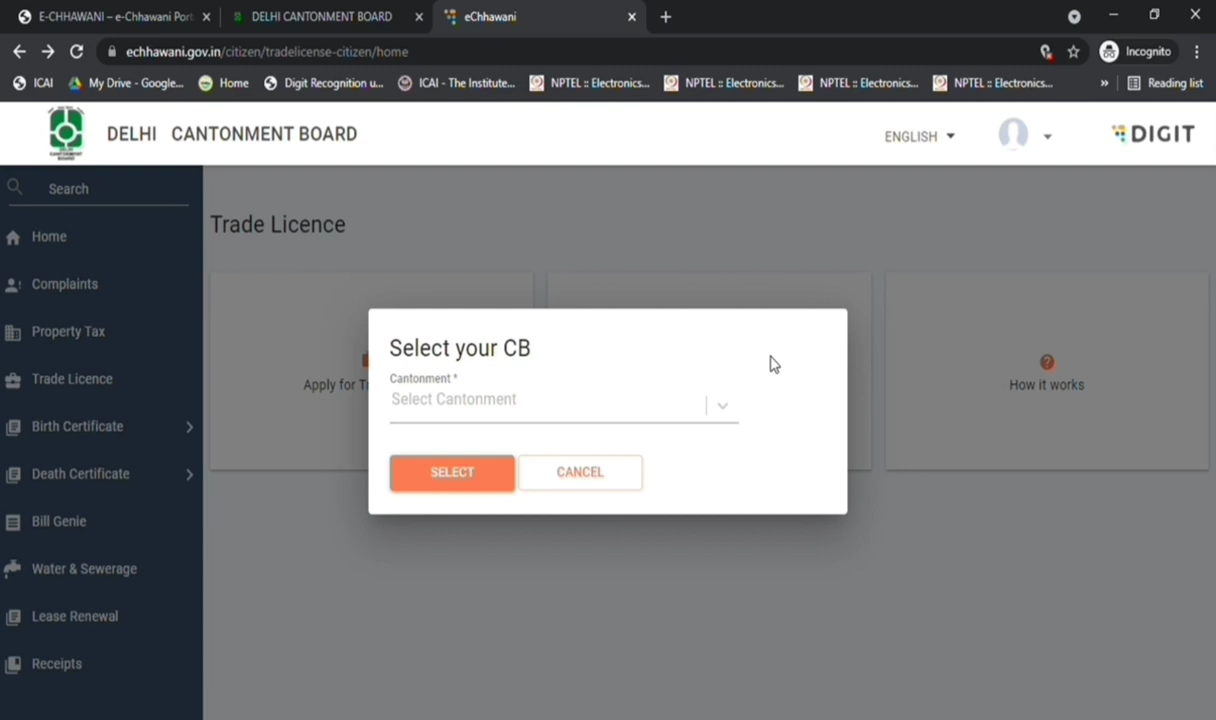 E-CHHAWANI – e-Chhawani Port
DELHI CANTONMENT BOARD
eChhawani
echhawani.gov.in/citizen/tradelicense-citizen/home
Incognito
ICAI
My Drive - Google...
Home
Digit Recognition u...
ICAI - The Institute...
NPTEL :: Electronics...
NPTEL :: Electronics...
NPTEL :: Electronics...
NPTEL :: Electronics...
»
Reading list
DELHI CANTONMENT BOARD
ENGLISH
DIGIT
Search
Home
Complaints
Property Tax
Trade Licence
Birth Certificate
Death Certificate
Bill Genie
Water & Sewerage
Lease Renewal
Receipts
Trade Licence
Apply for Tr
How it works
Select your CB
Cantonment *
Select Cantonment
SELECT
CANCEL